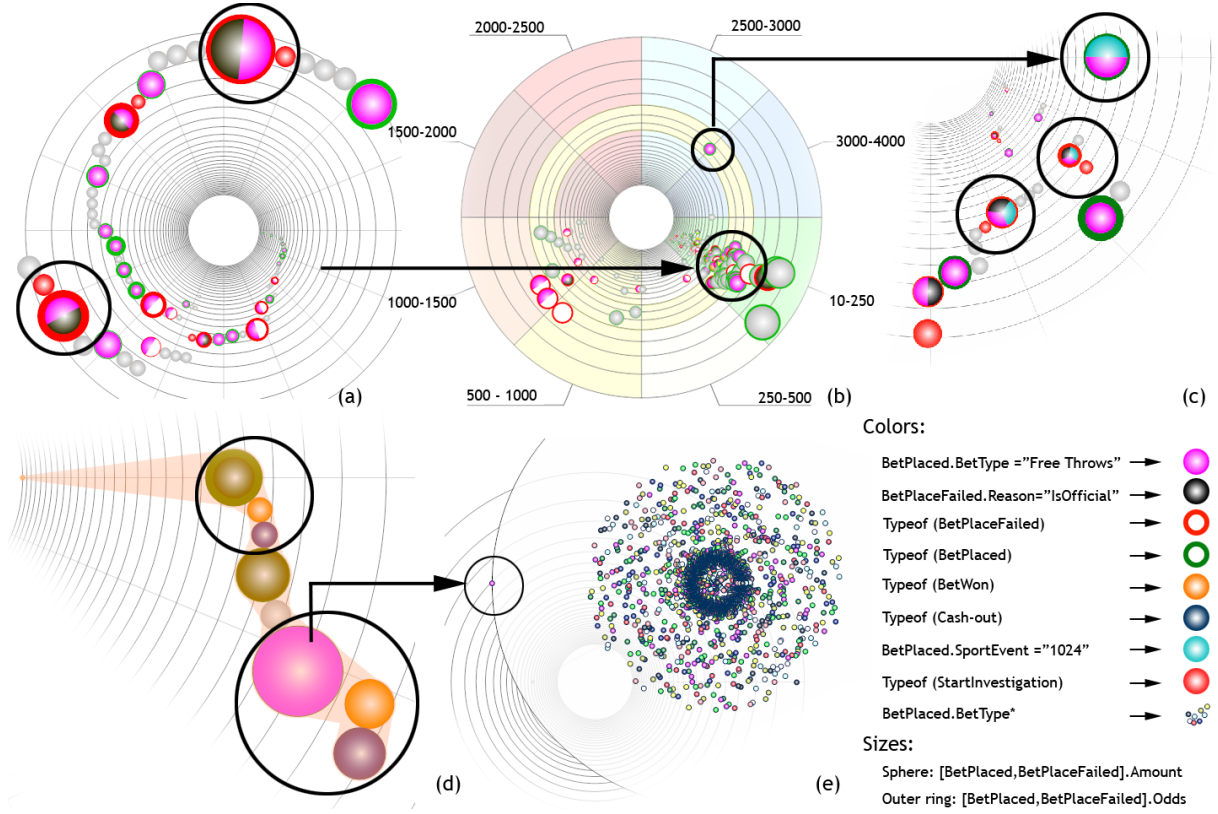 2000-2500
2500-3000
1500-2000
3000-4000
1000-1500
10-250
500 - 1000
250-500
(a)
(b)
(c)
(d)
(e)
Colors:
BetPlaced.BetType =”Free Throws”
BetPlaceFailed.Reason=”IsOfficial”
Typeof (BetPlaceFailed)
Typeof (BetPlaced)
Typeof (BetWon)
Typeof (Cash-out)
BetPlaced.SportEvent =”1024”
Typeof (StartInvestigation)
BetPlaced.BetType*
Sizes:
Sphere: [BetPlaced,BetPlaceFailed].Amount
Outer ring: [BetPlaced,BetPlaceFailed].Odds